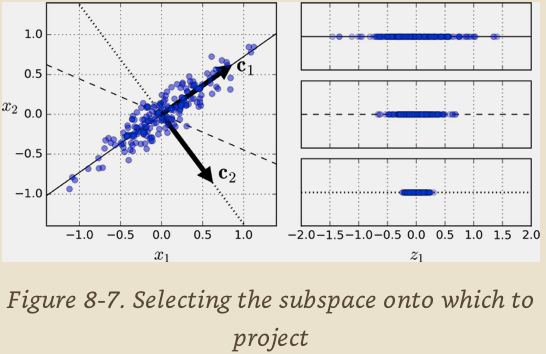 1.0
0.5
0.0
−0.5
−1.0
x₂
−1.0 −0.5 0.0 0.5 1.0
x₁
c₁
c₂
−2.0 −1.5 −1.0 −0.5 0.0 0.5 1.0 1.5 2.0
z₁
Figure 8-7. Selecting the subspace onto which to
project